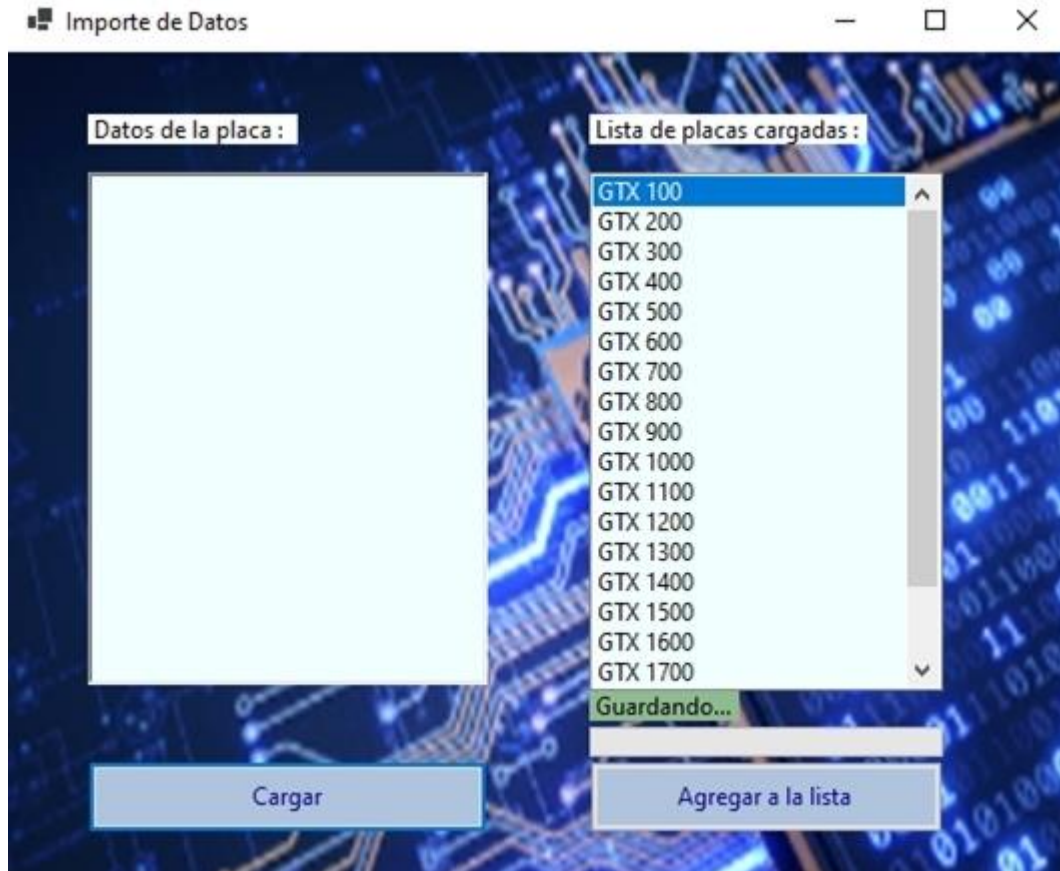 Importe de Datos
Datos de la placa :
Lista de placas cargadas :
GTX 100
GTX 200
GTX 300
GTX 400
GTX 500
GTX 600
GTX 700
GTX 800
GTX 900
GTX 1000
GTX 1100
GTX 1200
GTX 1300
GTX 1400
GTX 1500
GTX 1600
GTX 1700
Guardando...
Cargar
Agregar a la lista